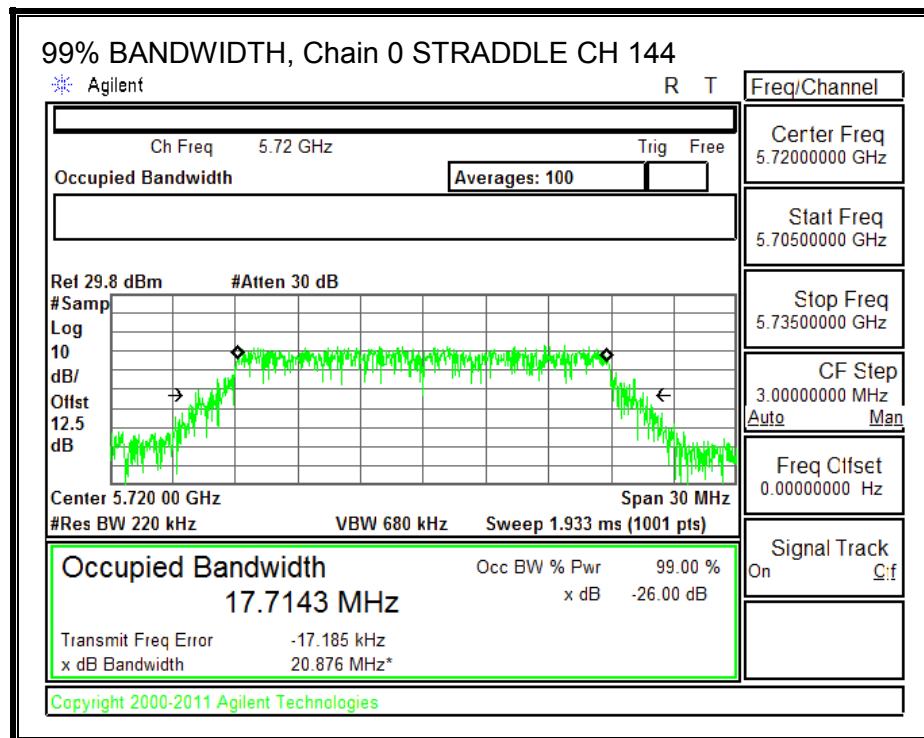 99% BANDWIDTH, Chain 0 STRADDLE CH 144
Agilent R T
Freq/Channel
Ch Freq 5.72 GHz Trig Free
Occupied Bandwidth Averages: 100
Center Freq
5.72000000 GHz
Start Freq
5.70500000 GHz
Stop Freq
5.73500000 GHz
CF Step
3.00000000 MHz
Auto Man
Freq Offset
0.00000000 Hz
Signal Track
On Off
Ref 29.8 dBm #Atten 30 dB
#Samp
Log
10
dB/
Offst
12.5
dB
Center 5.720 00 GHz Span 30 MHz
#Res BW 220 kHz VBW 680 kHz Sweep 1.933 ms (1001 pts)
Occupied Bandwidth Occ BW % Pwr 99.00 %
17.7143 MHz x dB -26.00 dB
Transmit Freq Error -17.185 kHz
x dB Bandwidth 20.876 MHz*
Copyright 2000-2011 Agilent Technologies